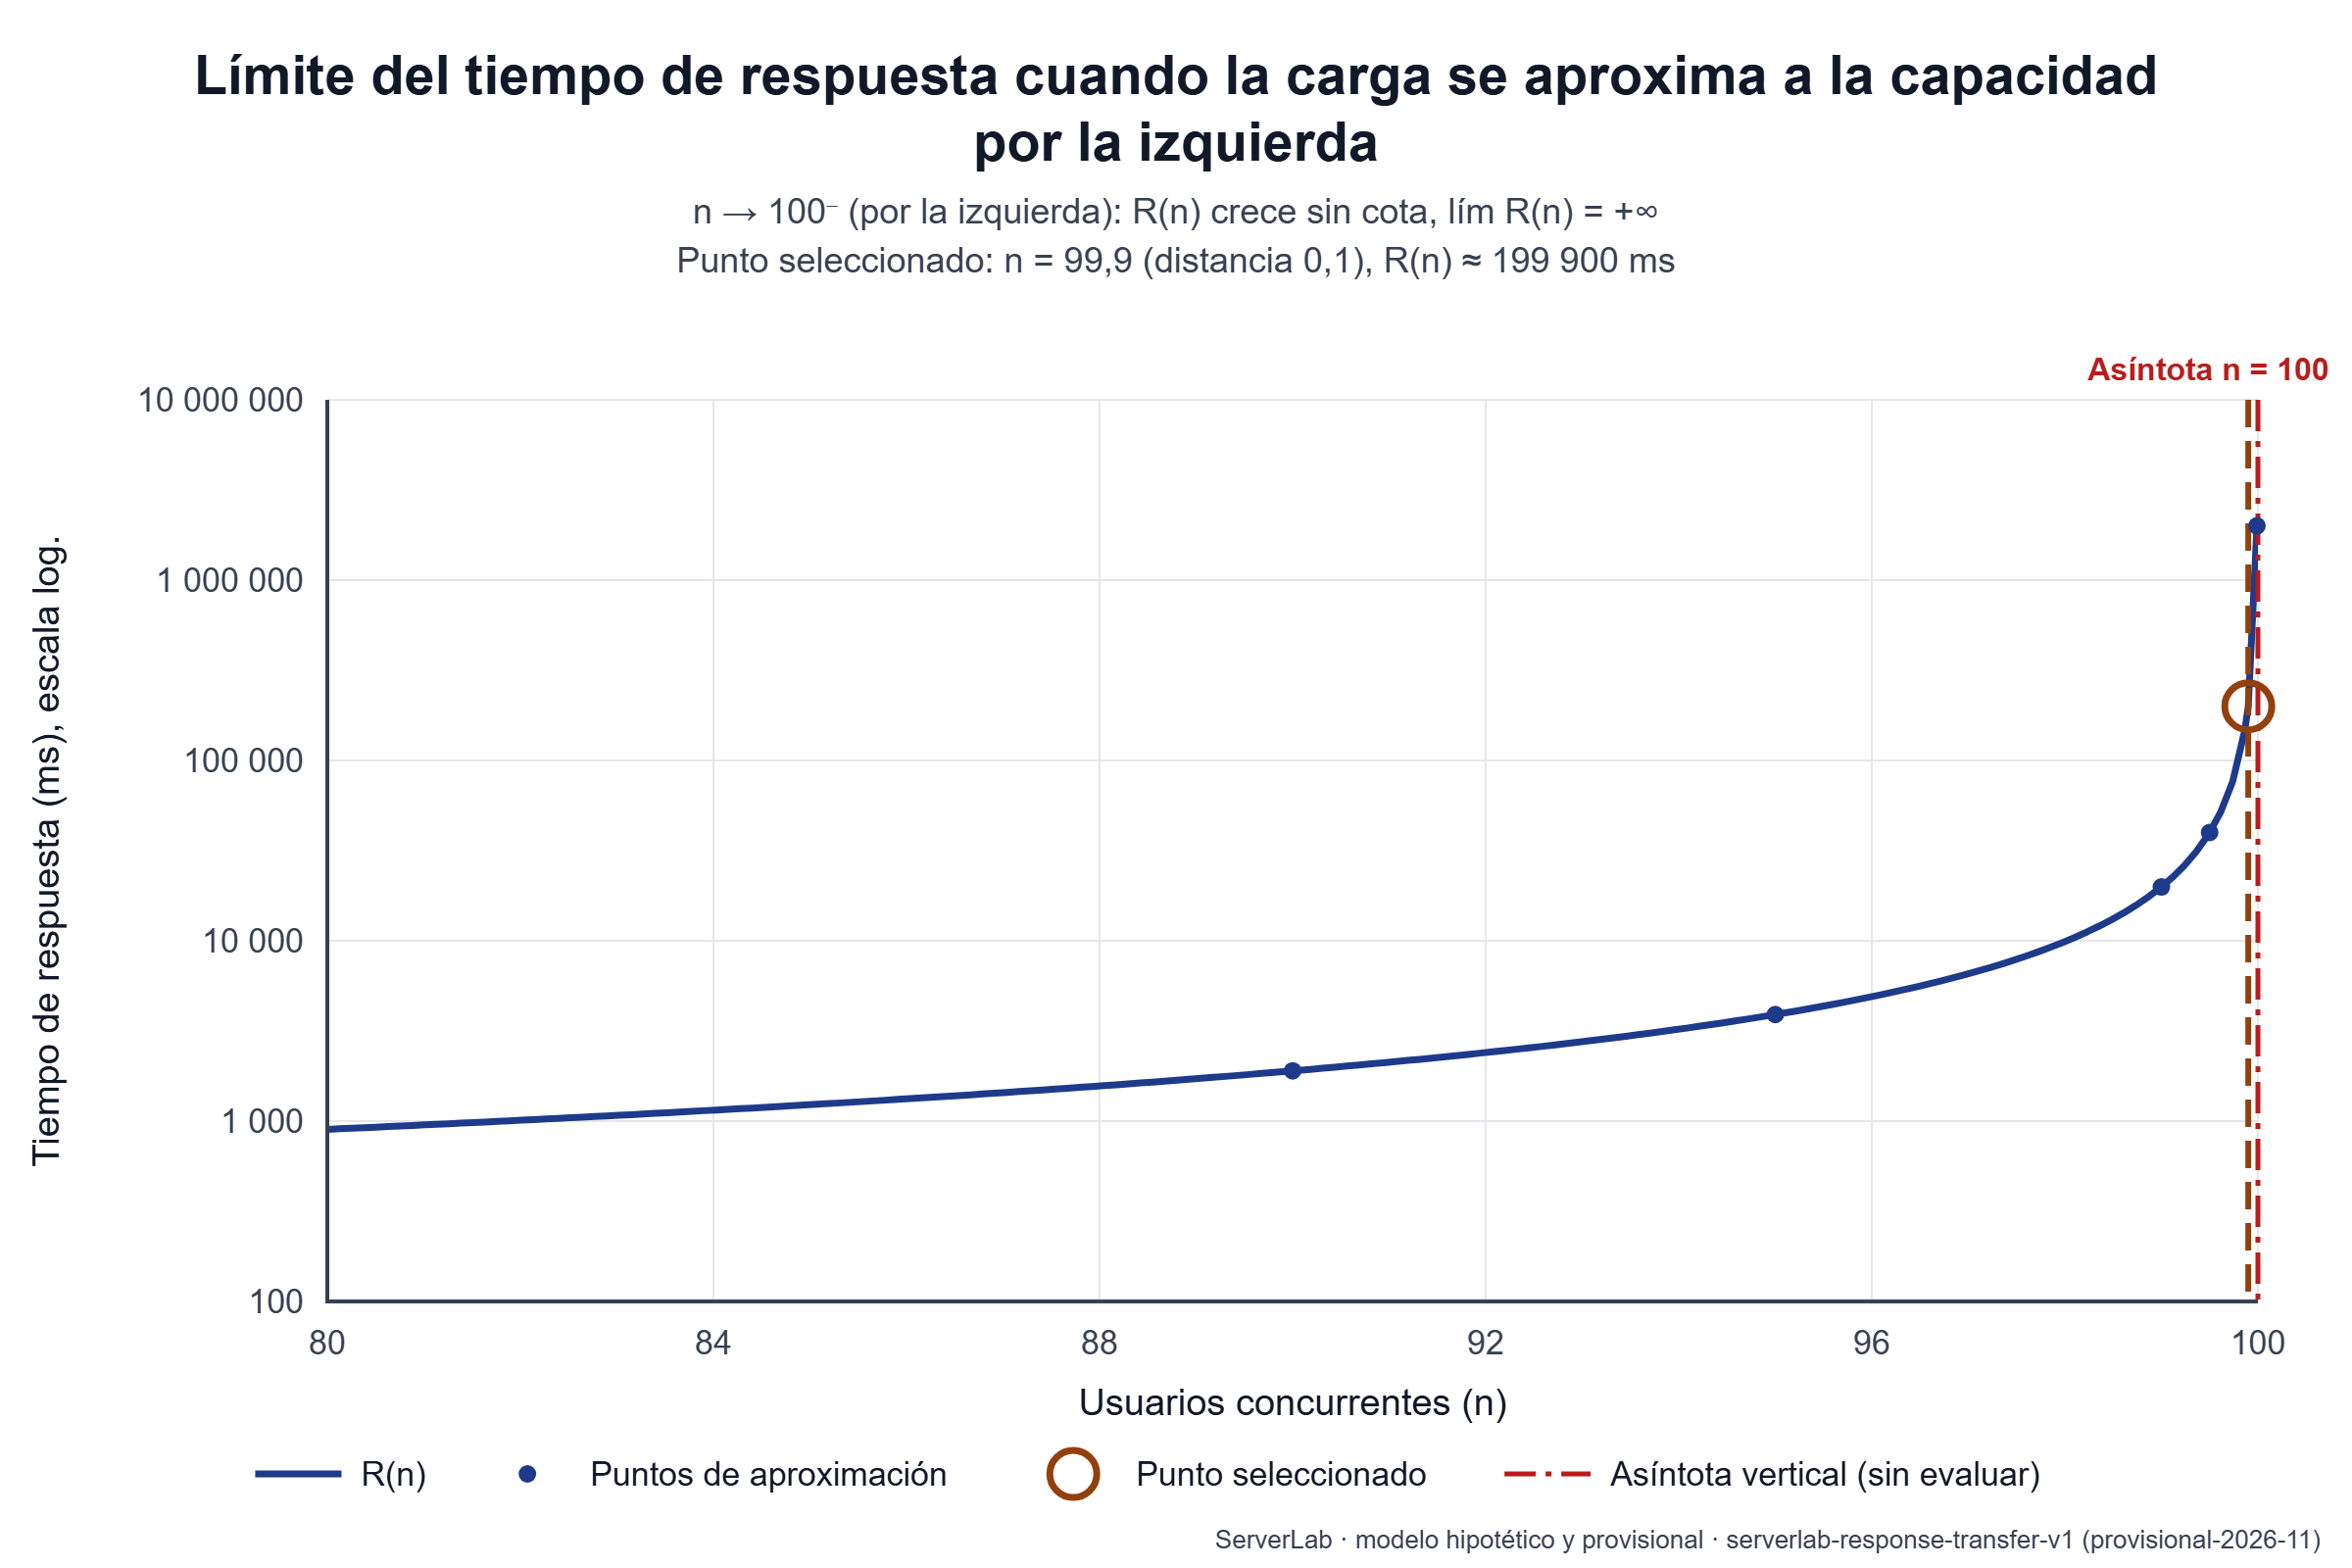 Límite del tiempo de respuesta cuando la carga se aproxima a la capacidad
por la izquierda
n → 100⁻ (por la izquierda): R(n) crece sin cota, lím R(n) = +∞
Punto seleccionado: n = 99,9 (distancia 0,1), R(n) ≈ 199 900 ms
Asíntota n = 100
10 000 000
1 000 000
100 000
10 000
1 000
100
Tiempo de respuesta (ms), escala log.
80 84 88 92 96 100
Usuarios concurrentes (n)
R(n) Puntos de aproximación Punto seleccionado Asíntota vertical (sin evaluar)
ServerLab · modelo hipotético y provisional · serverlab-response-transfer-v1 (provisional-2026-11)